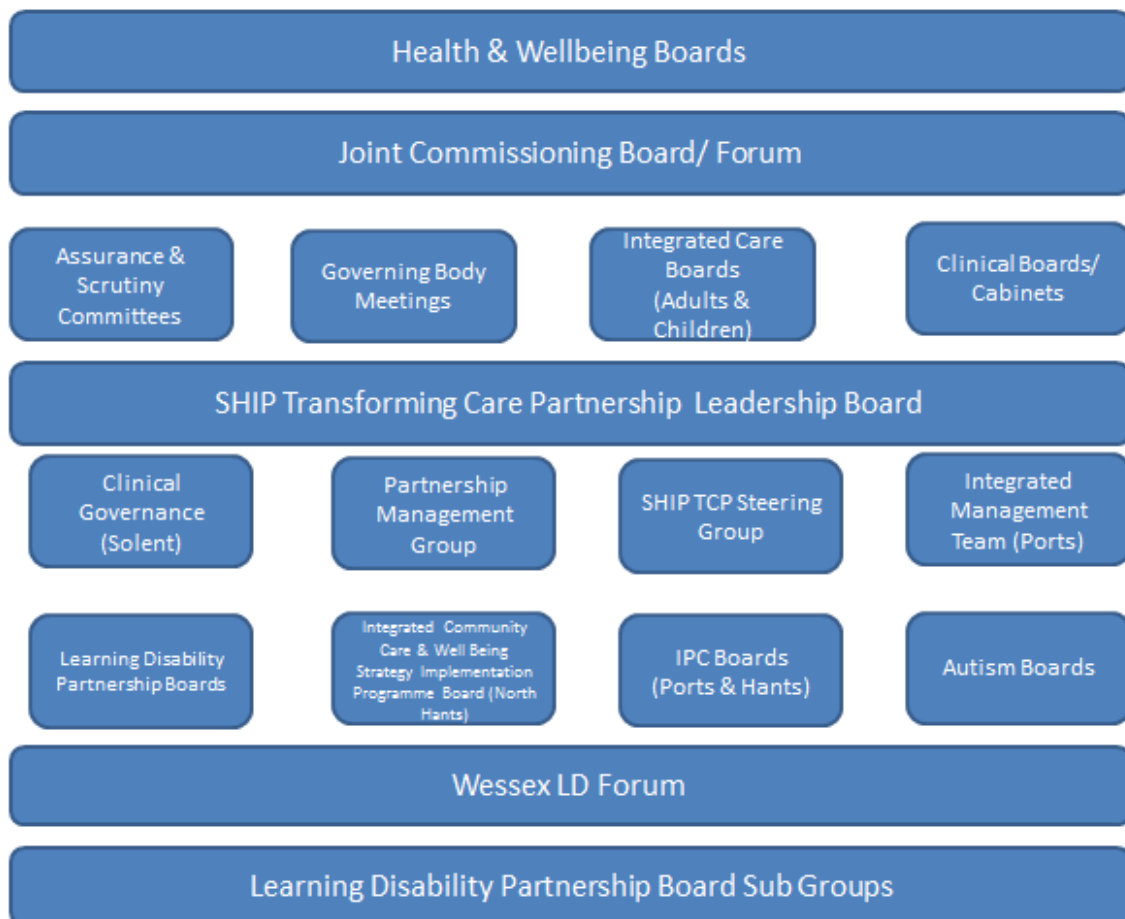 Health & Wellbeing Boards
Joint Commissioning Board/ Forum
Assurance &
Scrutiny
Committees
Governing Body
Meetings
Integrated Care
Boards
(Adults &
Children)
Clinical Boards/
Cabinets
SHIP Transforming Care Partnership Leadership Board
Clinical
Governance
(Solent)
Partnership
Management
Group
SHIP TCP Steering
Group
Integrated
Management
Team (Ports)
Learning Disability
Partnership Boards
Integrated Community
Care & Well Being
Strategy Implementation
Programme Board (North
Hants)
IPC Boards
(Ports & Hants)
Autism Boards
Wessex LD Forum
Learning Disability Partnership Board Sub Groups